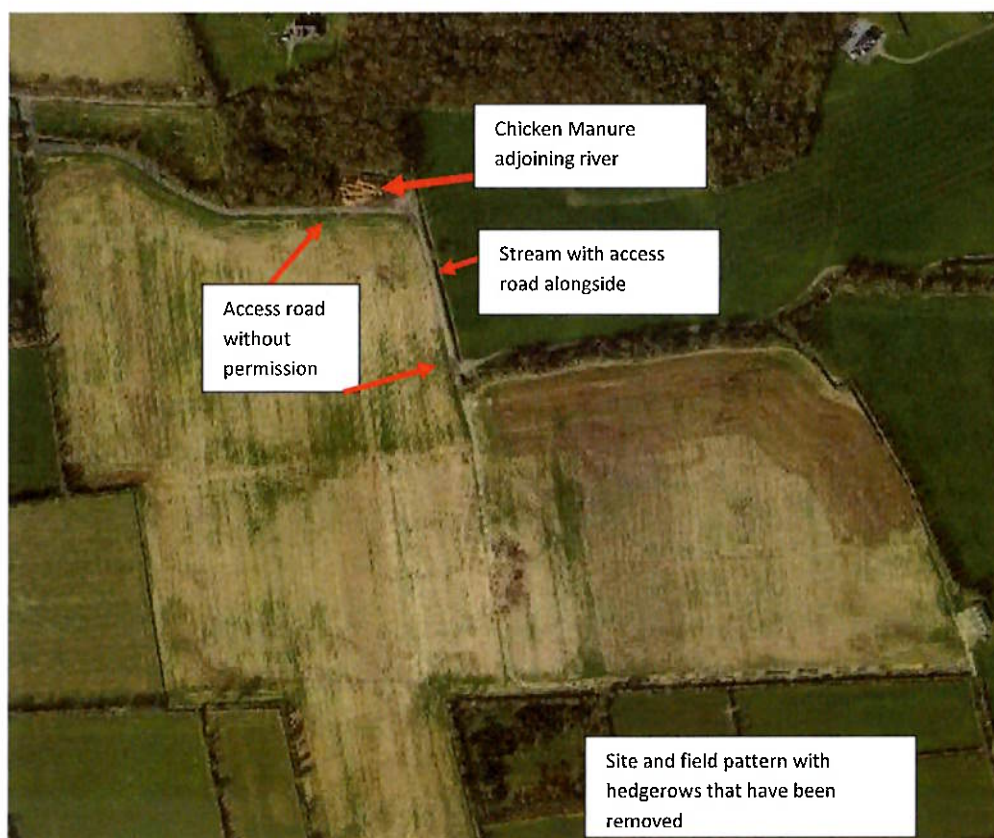 Chicken Manure
adjoining river
Stream with access
road alongside
Access road
without
permission
Site and field pattern with
hedgerows that have been
removed